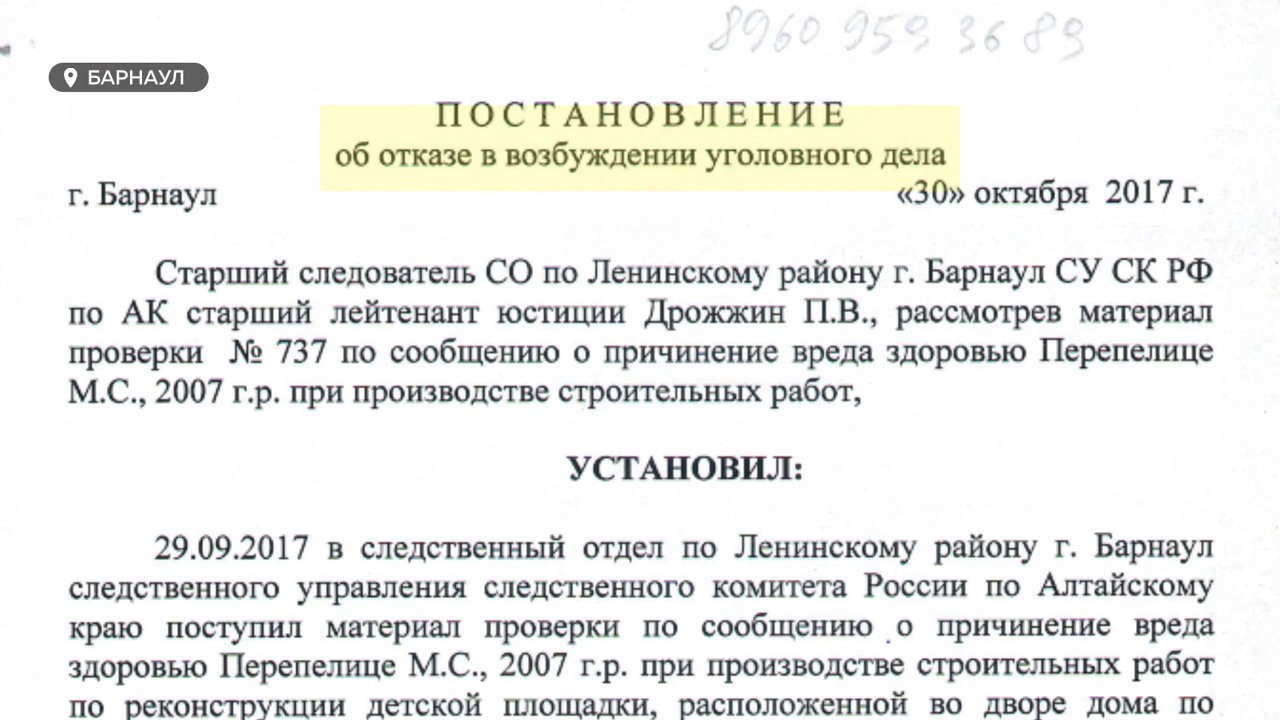 8960 959 36 89
БАРНАУЛ
ПОСТАНОВЛЕНИЕ
об отказе в возбуждении уголовного дела
г. Барнаул «30» октября 2017 г.
Старший следователь СО по Ленинскому району г. Барнаул СУ СК РФ
по АК старший лейтенант юстиции Дрожжин П.В., рассмотрев материал
проверки № 737 по сообщению о причинение вреда здоровью Перепелице
М.С., 2007 г.р. при производстве строительных работ,
УСТАНОВИЛ:
29.09.2017 в следственный отдел по Ленинскому району г. Барнаул
следственного управления следственного комитета России по Алтайскому
краю поступил материал проверки по сообщению о причинение вреда
здоровью Перепелице М.С., 2007 г.р. при производстве строительных работ
по реконструкции детской площадки, расположенной во дворе дома по